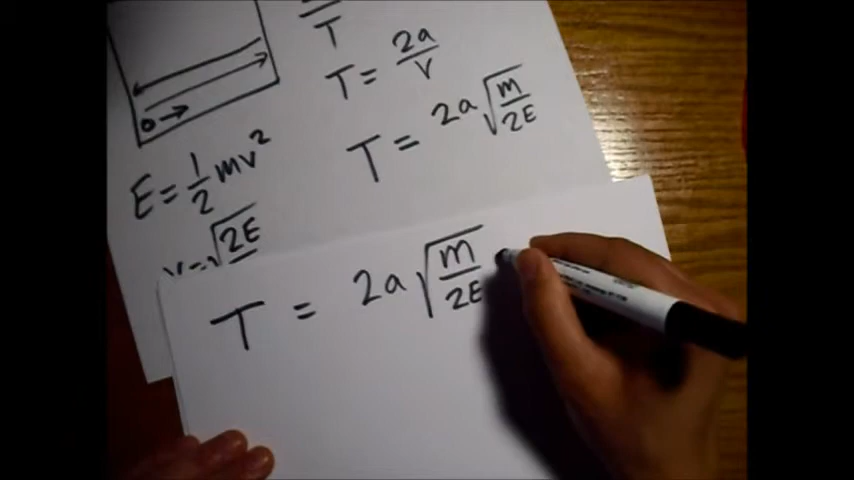 T
T = 2a/v
T = 2a√(m/2E)
E = 1/2 mv²
v = √(2E
T = 2a√(m/2E)